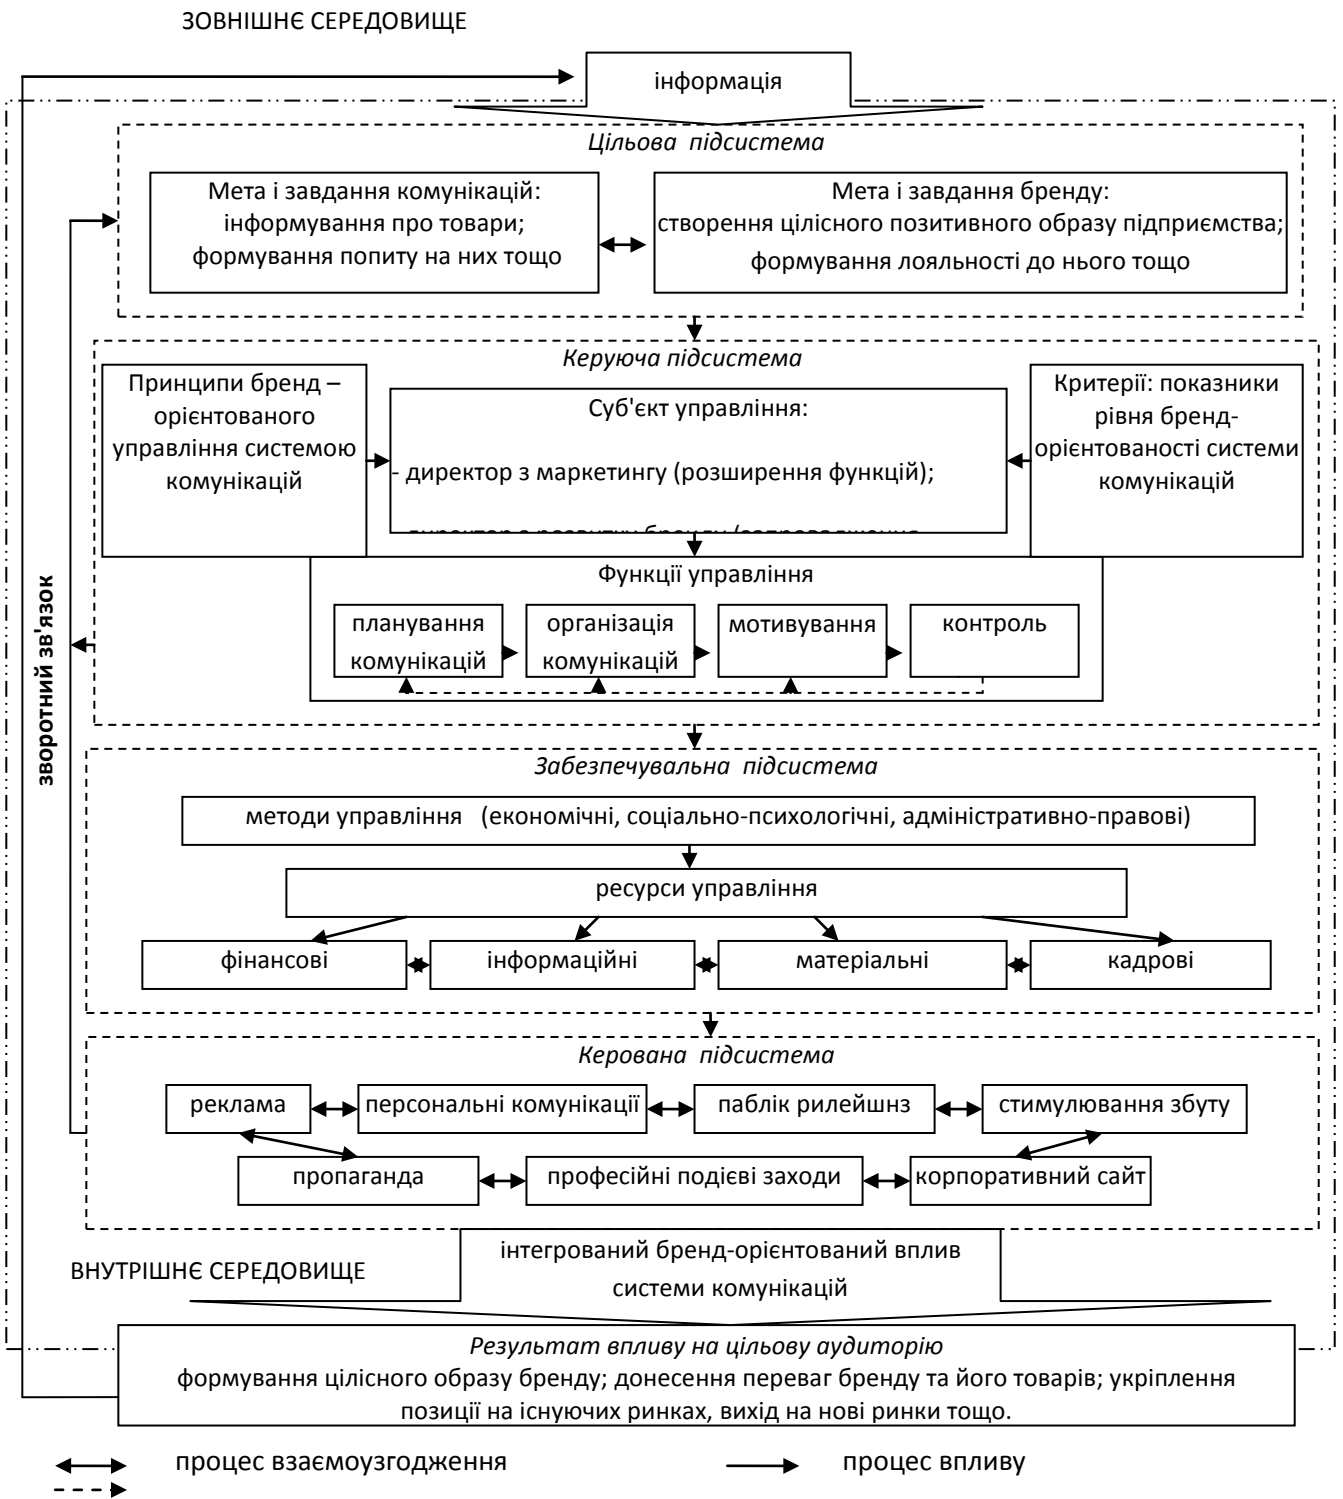 ЗОВНІШНЄ СЕРЕДОВИЩЕ
інформація
Цільова підсистема
Мета і завдання комунікацій:
інформування про товари;
формування попиту на них тощо
Мета і завдання бренду:
створення цілісного позитивного образу підприємства;
формування лояльності до нього тощо
Керуюча підсистема
Принципи бренд –
орієнтованого
управління системою
комунікацій
Суб'єкт управління:
- директор з маркетингу (розширення функцій);
Критерії: показники
рівня бренд-
орієнтованості системи
комунікацій
Функції управління
планування
комунікацій
організація
комунікацій
мотивування
контроль
зворотний зв'язок
Забезпечувальна підсистема
методи управління (економічні, соціально-психологічні, адміністративно-правові)
ресурси управління
фінансові
інформаційні
матеріальні
кадрові
Керована підсистема
реклама
персональні комунікації
паблік рилейшнз
стимулювання збуту
пропаганда
професійні подієві заходи
корпоративний сайт
інтегрований бренд-орієнтований вплив
системи комунікацій
ВНУТРІШНЄ СЕРЕДОВИЩЕ
Результат впливу на цільову аудиторію
формування цілісного образу бренду; донесення переваг бренду та його товарів; укріплення
позиції на існуючих ринках, вихід на нові ринки тощо.
процес взаємоузгодження
процес впливу